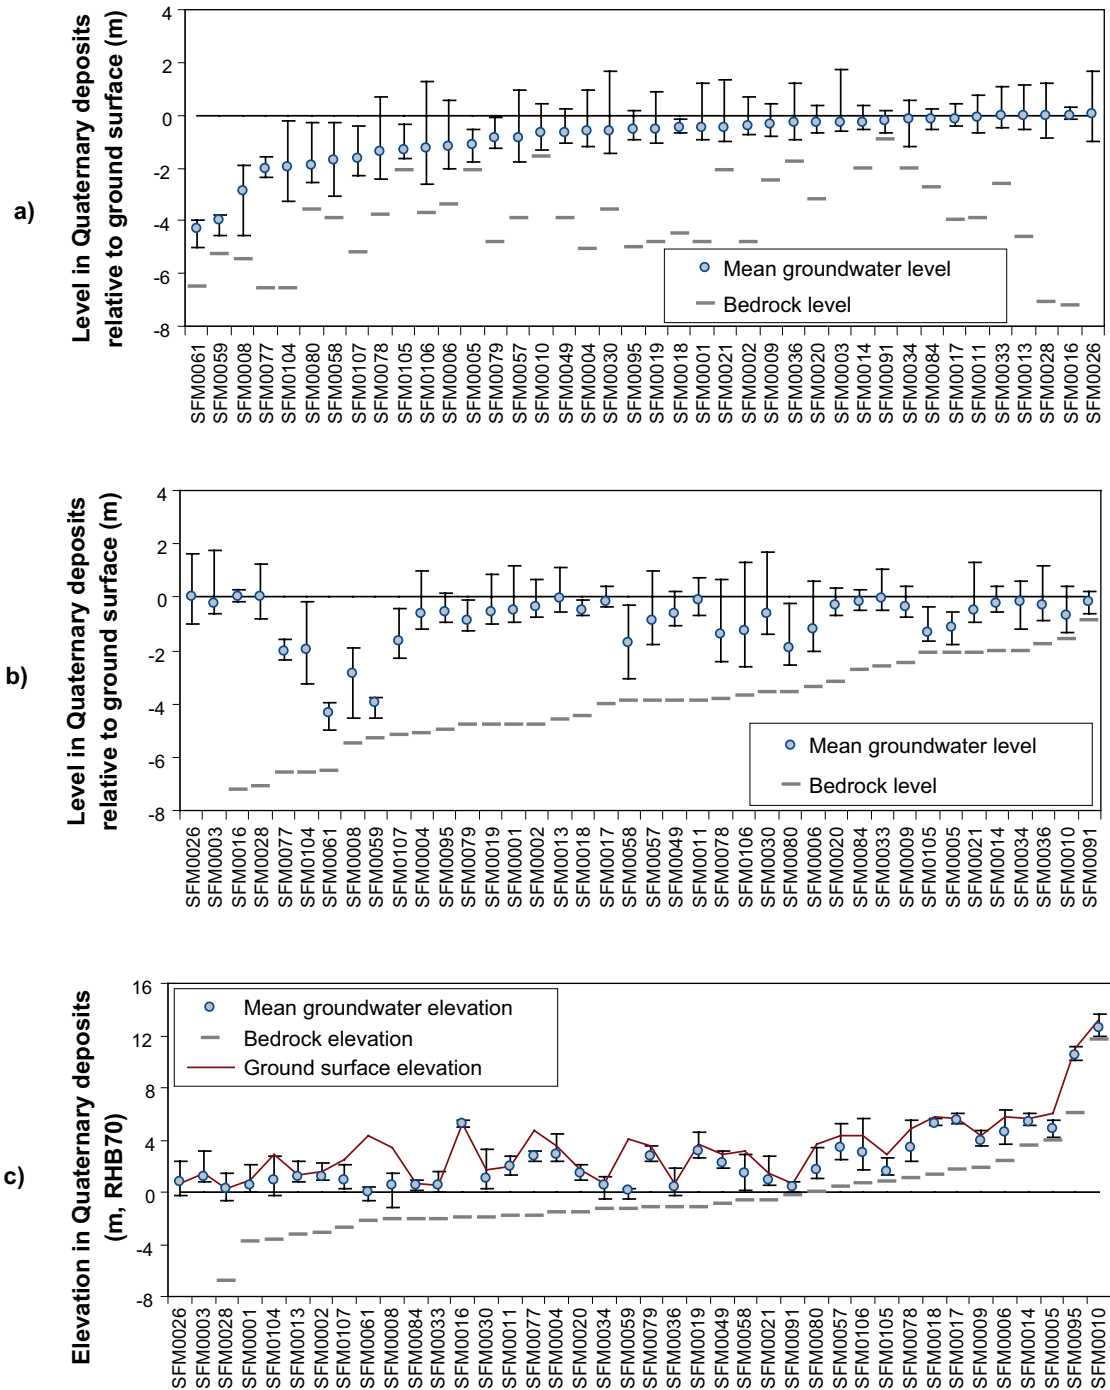 a)
Level in Quaternary deposits
relative to ground surface (m)
4
2
0
-2
-4
-6
-8
Mean groundwater level
Bedrock level
SFM0061
SFM0059
SFM0008
SFM0077
SFM0104
SFM0080
SFM0058
SFM0107
SFM0078
SFM0105
SFM0106
SFM0006
SFM0005
SFM0079
SFM0057
SFM0010
SFM0049
SFM0004
SFM0030
SFM0095
SFM0019
SFM0018
SFM0001
SFM0021
SFM0002
SFM0009
SFM0036
SFM0020
SFM0003
SFM0014
SFM0091
SFM0034
SFM0084
SFM0017
SFM0011
SFM0033
SFM0013
SFM0028
SFM0016
SFM0026
b)
Level in Quaternary deposits
relative to ground surface (m)
4
2
0
-2
-4
-6
-8
Mean groundwater level
Bedrock level
SFM0026
SFM0003
SFM0016
SFM0028
SFM0077
SFM0104
SFM0061
SFM0008
SFM0059
SFM0107
SFM0004
SFM0095
SFM0079
SFM0019
SFM0001
SFM0002
SFM0013
SFM0018
SFM0017
SFM0058
SFM0057
SFM0049
SFM0011
SFM0078
SFM0106
SFM0030
SFM0080
SFM0006
SFM0020
SFM0084
SFM0033
SFM0009
SFM0105
SFM0005
SFM0021
SFM0014
SFM0034
SFM0036
SFM0010
SFM0091
c)
Elevation in Quaternary deposits
(m, RHB70)
16
12
8
4
0
-4
-8
Mean groundwater elevation
Bedrock elevation
Ground surface elevation
SFM0026
SFM0003
SFM0028
SFM0001
SFM0104
SFM0013
SFM0002
SFM0107
SFM0061
SFM0008
SFM0084
SFM0033
SFM0016
SFM0030
SFM0011
SFM0077
SFM0004
SFM0020
SFM0034
SFM0059
SFM0079
SFM0036
SFM0019
SFM0049
SFM0058
SFM0021
SFM0091
SFM0080
SFM0057
SFM0106
SFM0105
SFM0078
SFM0018
SFM0017
SFM0009
SFM0006
SFM0014
SFM0005
SFM0095
SFM0010